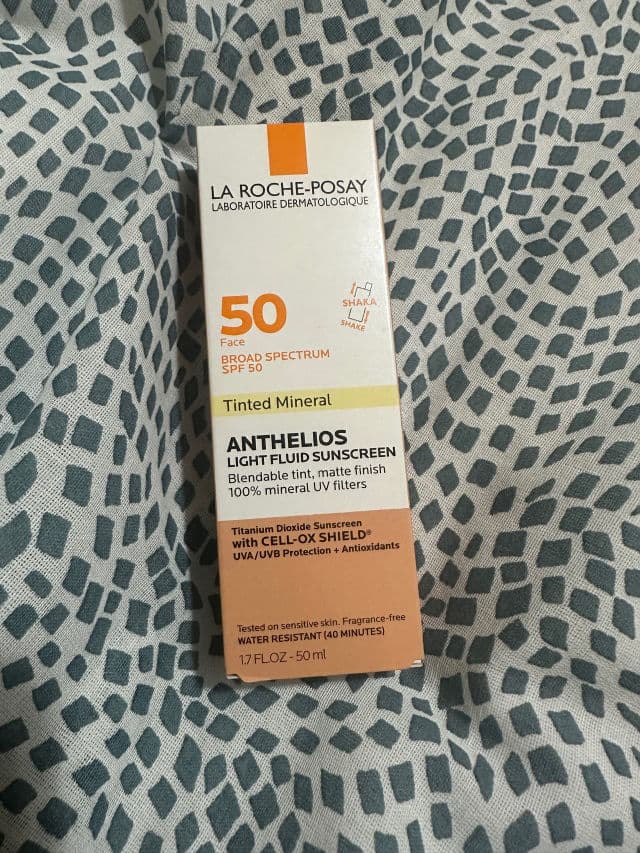 LA ROCHE-POSAY
LABORATOIRE DERMATOLOGIQUE
50
Face
SHAKA
SHAKE
BROAD SPECTRUM
SPF 50
Tinted Mineral
ANTHELIOS
LIGHT FLUID SUNSCREEN
Blendable tint, matte finish
100% mineral UV filters
Titanium Dioxide Sunscreen
with CELL-OX SHIELD®
UVA/UVB Protection + Antioxidants
Tested on sensitive skin. Fragrance-free
WATER RESISTANT (40 MINUTES)
1.7 FL.OZ - 50 ml